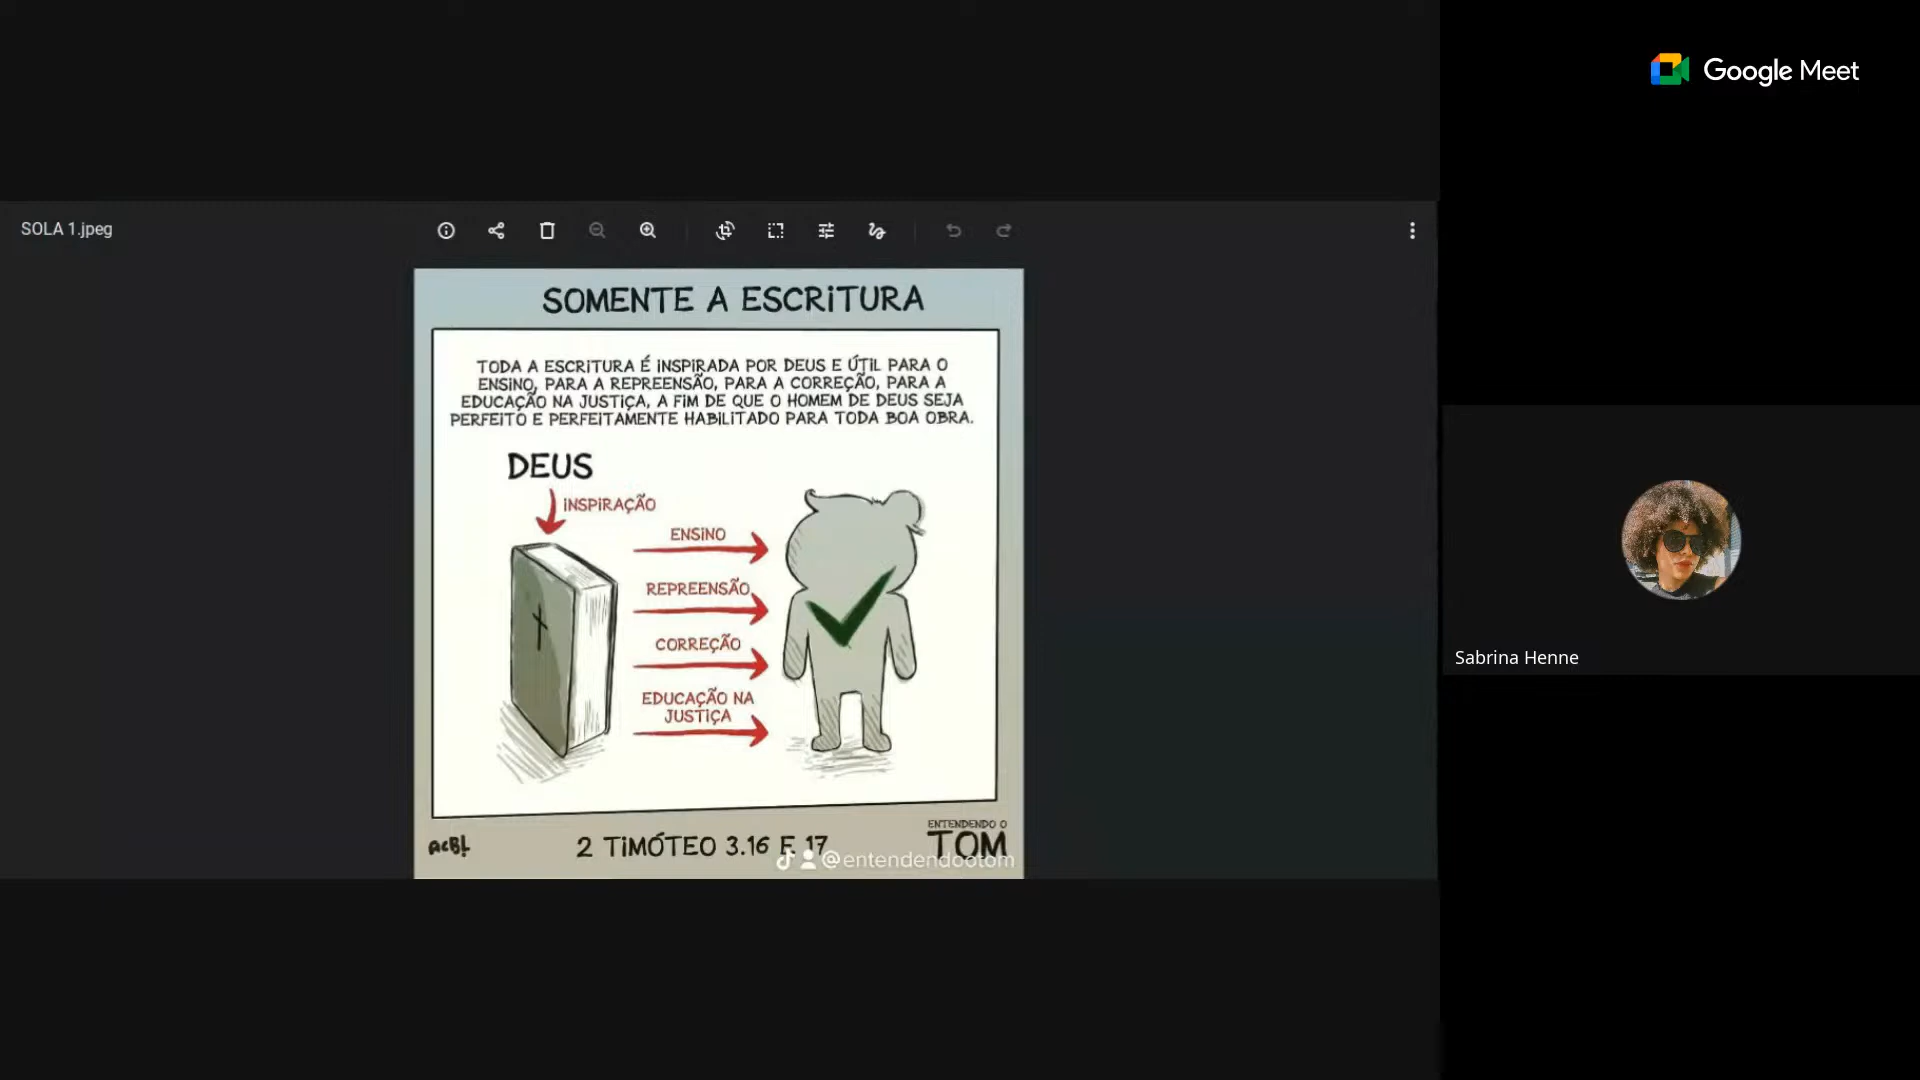 Google Meet
SOLA 1.jpeg
SOMENTE A ESCRITURA
TODA A ESCRITURA É INSPIRADA POR DEUS E ÚTIL PARA O
ENSINO, PARA A REPREENSÃO, PARA A CORREÇÃO, PARA A
EDUCAÇÃO NA JUSTIÇA, A FIM DE QUE O HOMEM DE DEUS SEJA
PERFEITO E PERFEITAMENTE HABILITADO PARA TODA BOA OBRA.
DEUS
INSPIRAÇÃO
ENSINO
REPREENSÃO
CORREÇÃO
EDUCAÇÃO NA
JUSTIÇA
Sabrina Henne
ACBL
2 TIMÓTEO 3.16 E 17
ENTENDENDO O
TOM
@entendendootom